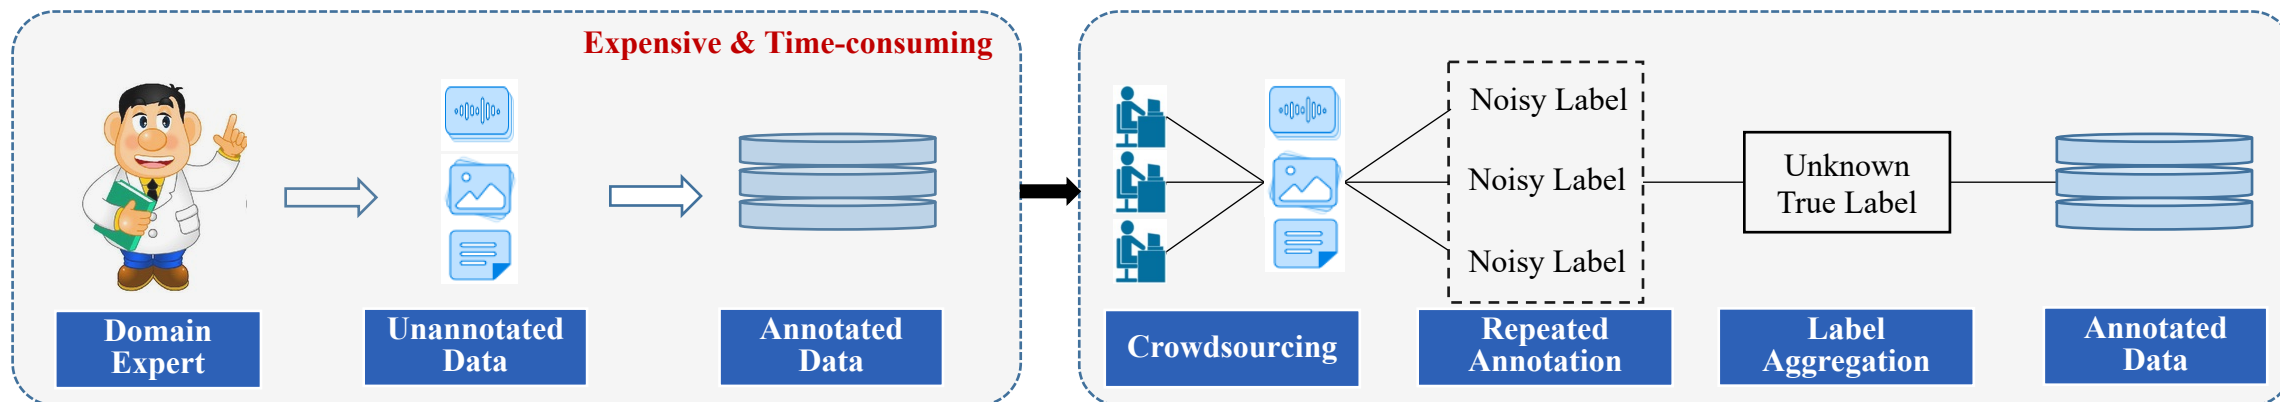 Expensive & Time-consuming
Domain
Expert
Unannotated
Data
Annotated
Data
Noisy Label
Noisy Label
Noisy Label
Unknown
True Label
Crowdsourcing
Repeated
Annotation
Label
Aggregation
Annotated
Data